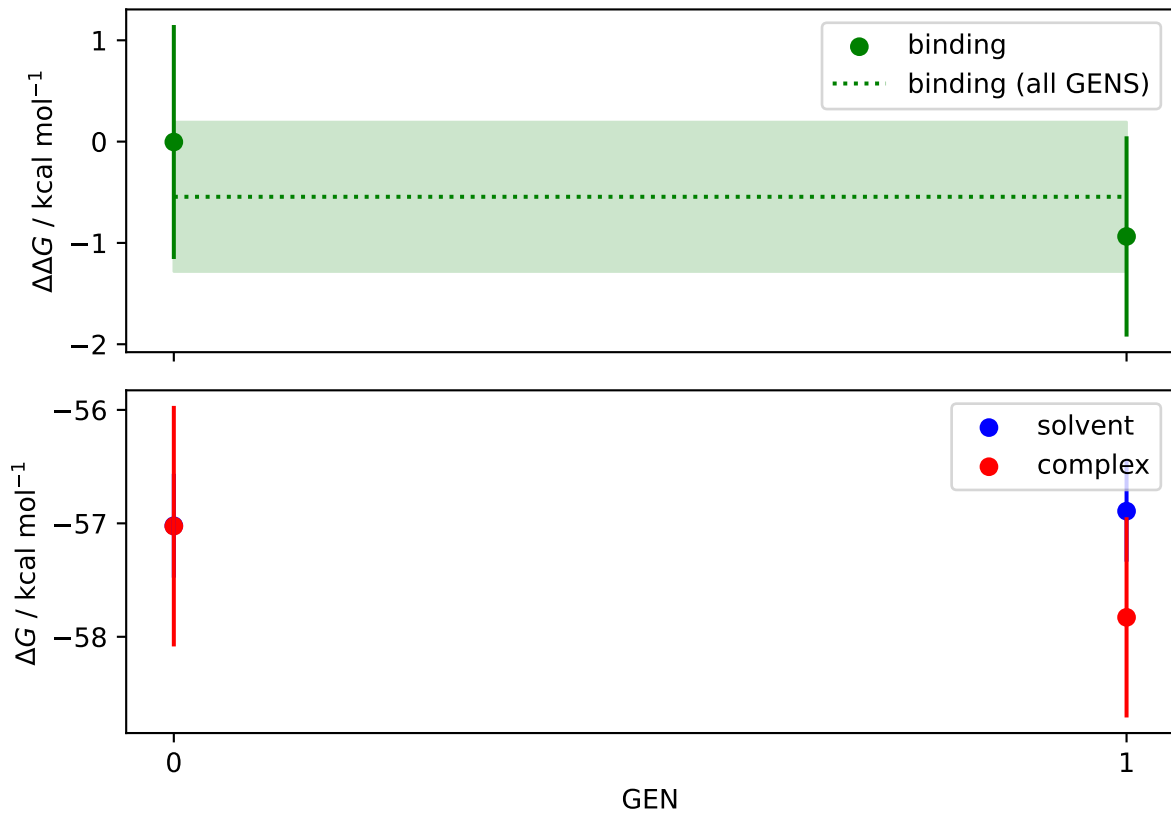 1
0
−1
−2
ΔΔG / kcal mol⁻¹
binding
binding (all GENS)
−56
−57
−58
ΔG / kcal mol⁻¹
solvent
complex
0
1
GEN